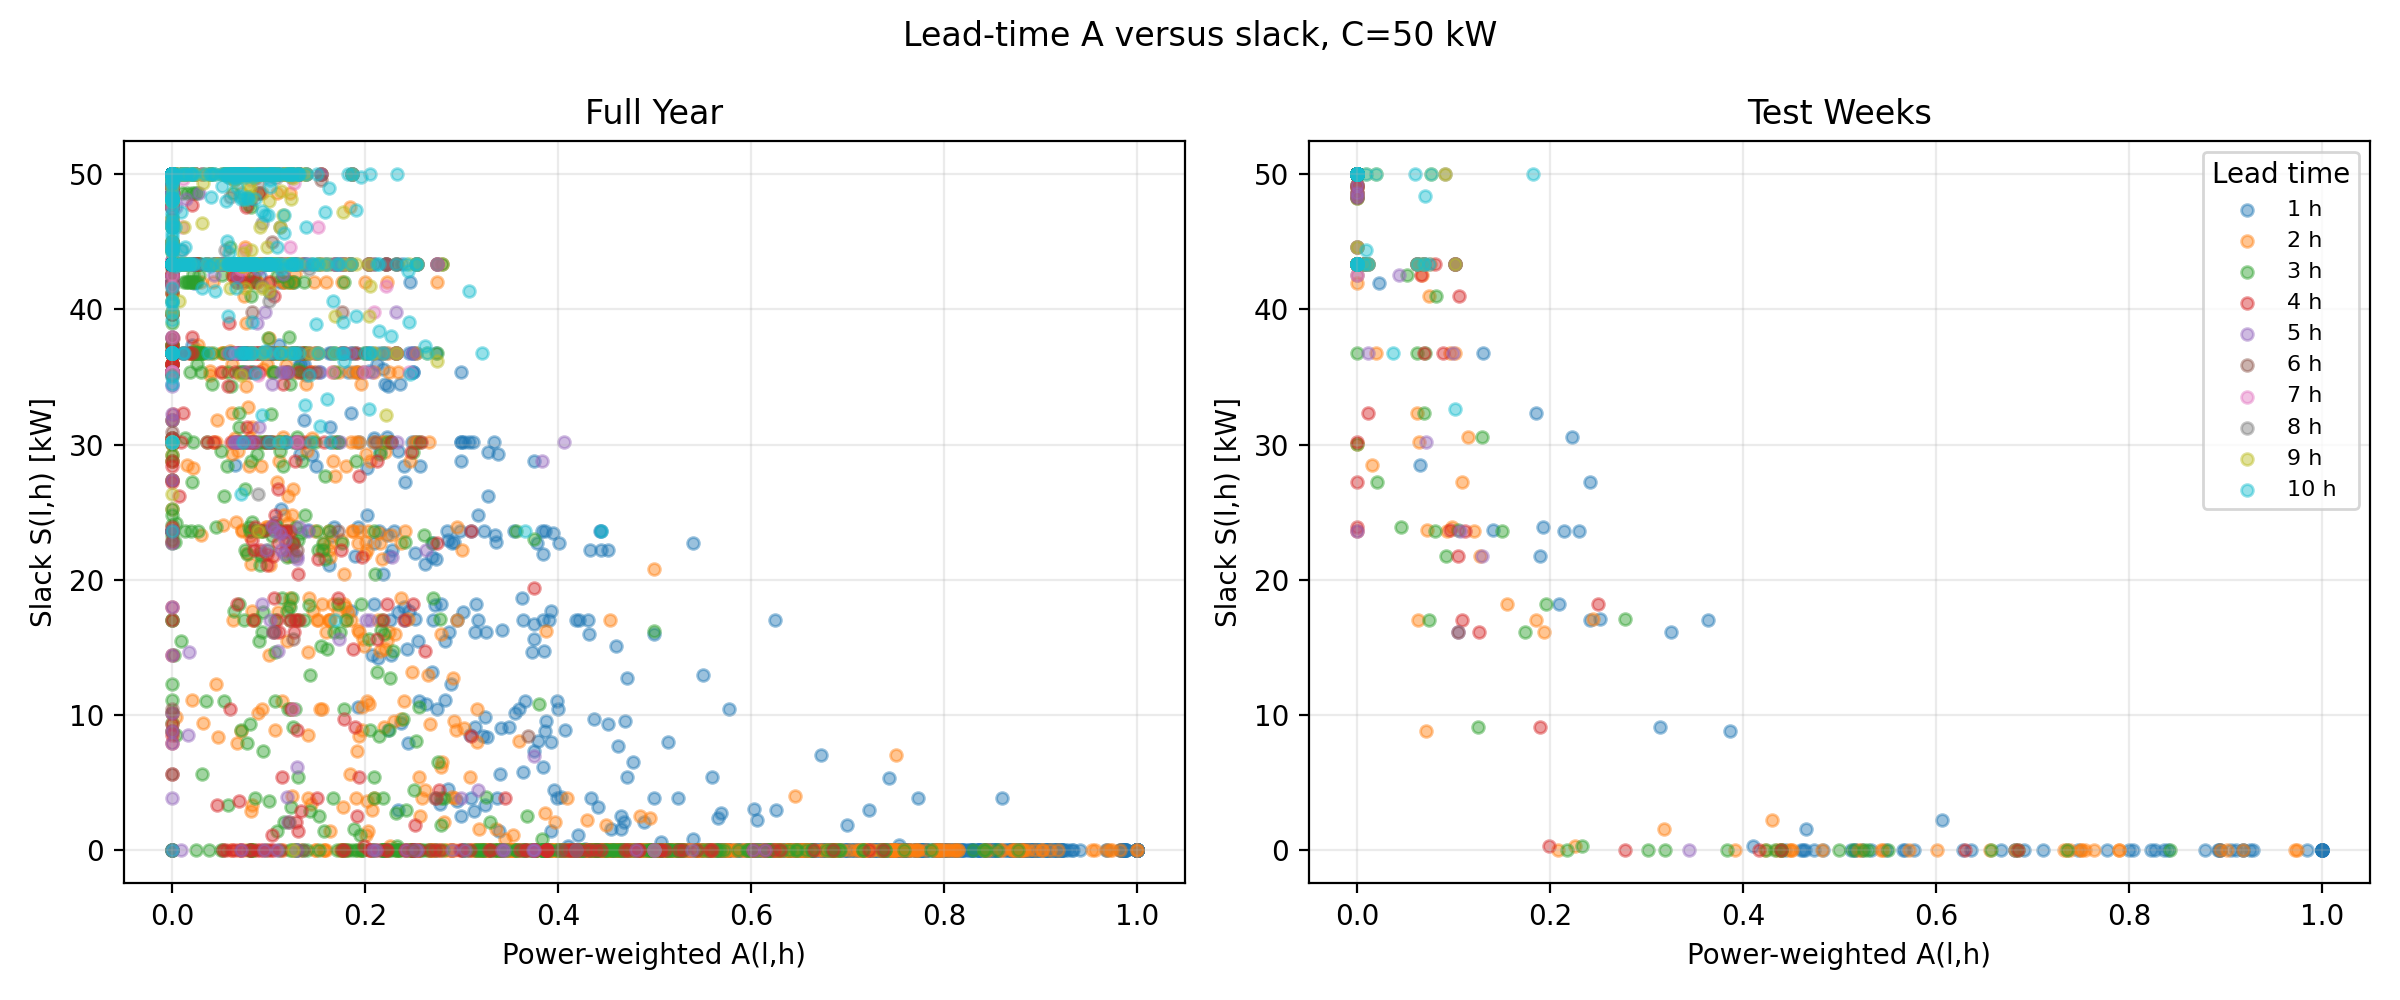 Lead-time A versus slack, C=50 kW
Full Year
Slack S(l,h) [kW]
50
40
30
20
10
0
0.0 0.2 0.4 0.6 0.8 1.0
Power-weighted A(l,h)
Test Weeks
Slack S(l,h) [kW]
50
40
30
20
10
0
0.0 0.2 0.4 0.6 0.8 1.0
Power-weighted A(l,h)
Lead time
1 h
2 h
3 h
4 h
5 h
6 h
7 h
8 h
9 h
10 h